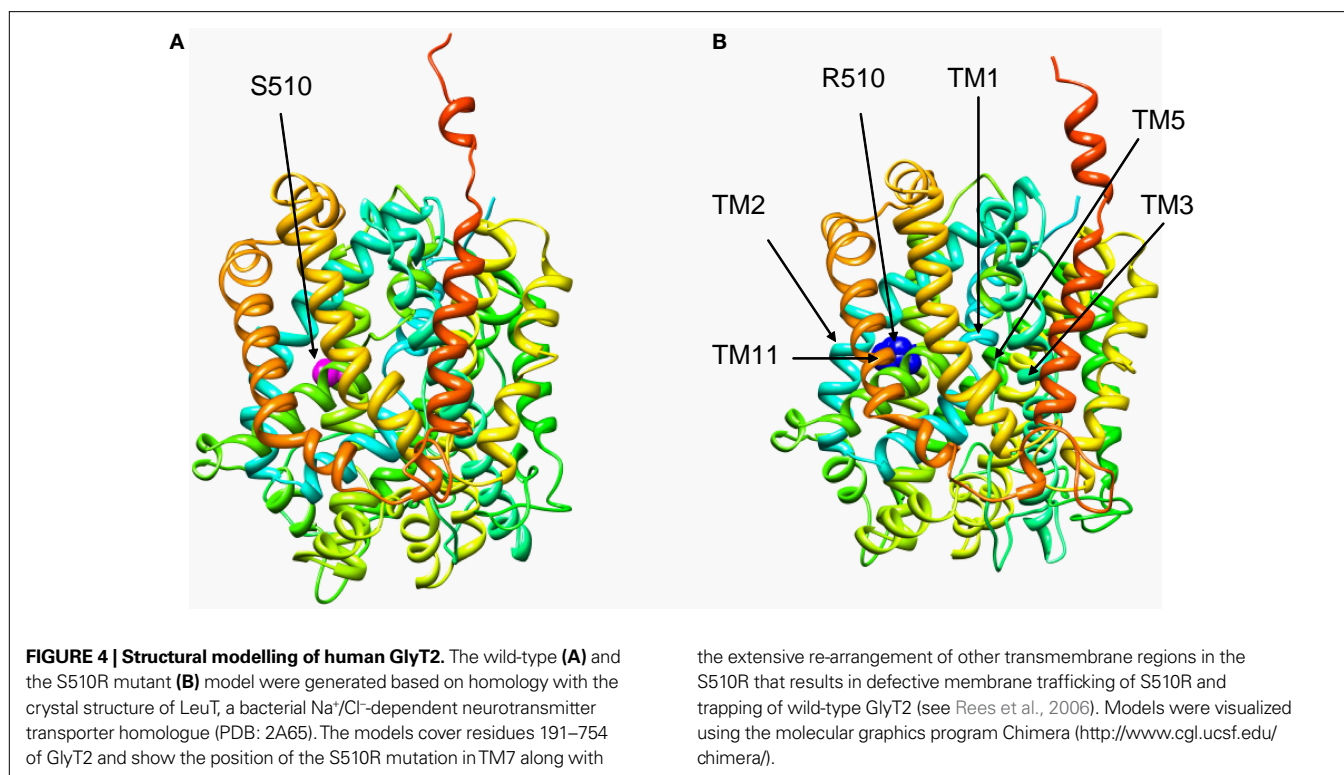 A
B
S510
R510
TM1
TM5
TM2
TM3
TM11
FIGURE 4 | Structural modelling of human GlyT2. The wild-type (A) and
the S510R mutant (B) model were generated based on homology with the
crystal structure of LeuT, a bacterial Na⁺/Cl⁻-dependent neurotmitter
transporter homologue (PDB: 2A65). The models cover residues 191–754
of GlyT2 and show the position of the S510R mutation in TM7 along with
the extensive re-arrangement of other transmembrane regions in the
S510R that results in defective membrane trafficking of S510R and
trapping of wild-type GlyT2 (see Rees et al., 2006). Models were visualized
using the molecular graphics program Chimera (http://www.cgl.ucsf.edu/
chimera/).